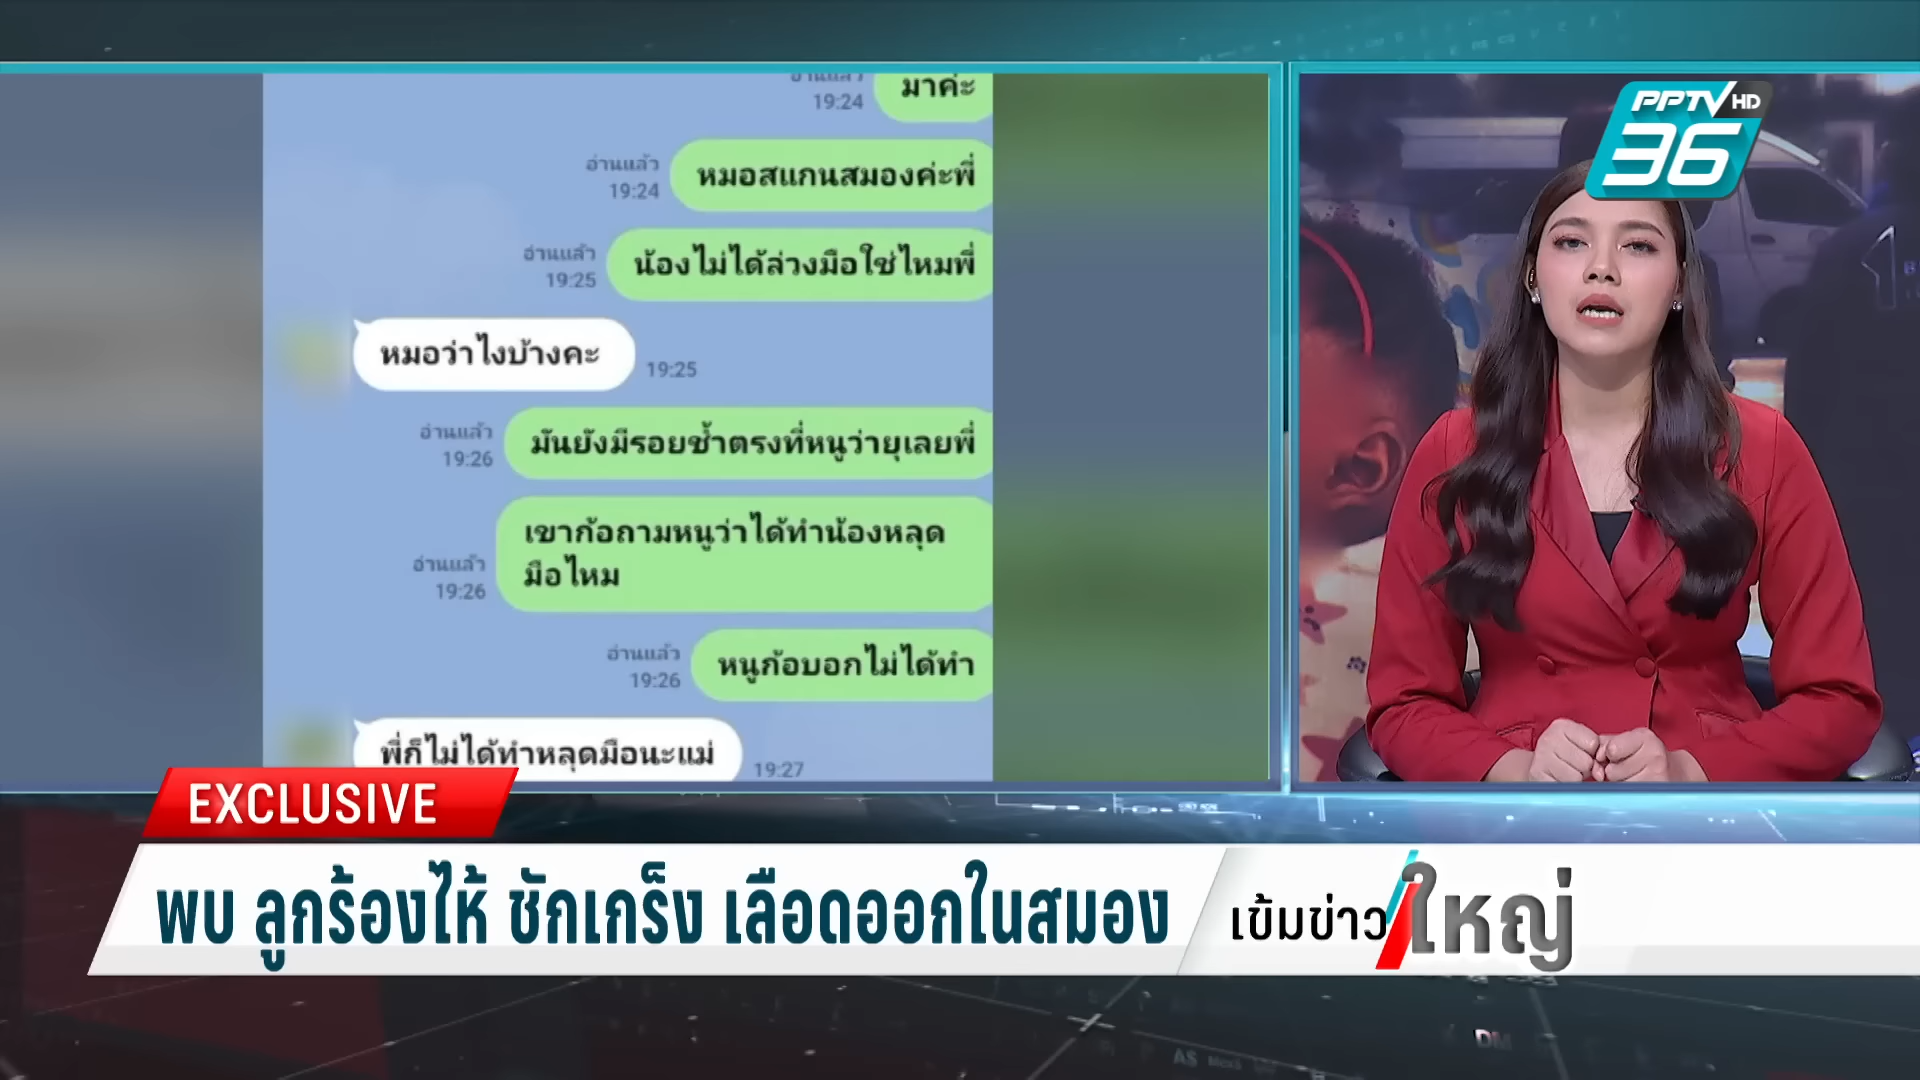 มาค่ะ
19:24
อ่านแล้ว
19:24
หมอสแกนสมองค่ะพี่
อ่านแล้ว
19:25
น้องไม่ได้ล่วงมือใช่ไหมพี่
หมอว่าไงบ้างคะ
19:25
อ่านแล้ว
19:26
มันยังมีรอยช้ำตรงที่หนูว่ายุเลยพี่
อ่านแล้ว
19:26
เขาก้อถามหนูว่าได้ทำน้องหลุด
มือไหม
อ่านแล้ว
19:26
หนูก้อบอกไม่ได้ทำ
พี่ก็ไม่ได้ทำหลุดมือนะแม่
19:27
PPTV HD
36
EXCLUSIVE
พบ ลูกร้องไห้ ชักเกร็ง เลือดออกในสมอง
เข้มข่าวใหญ่